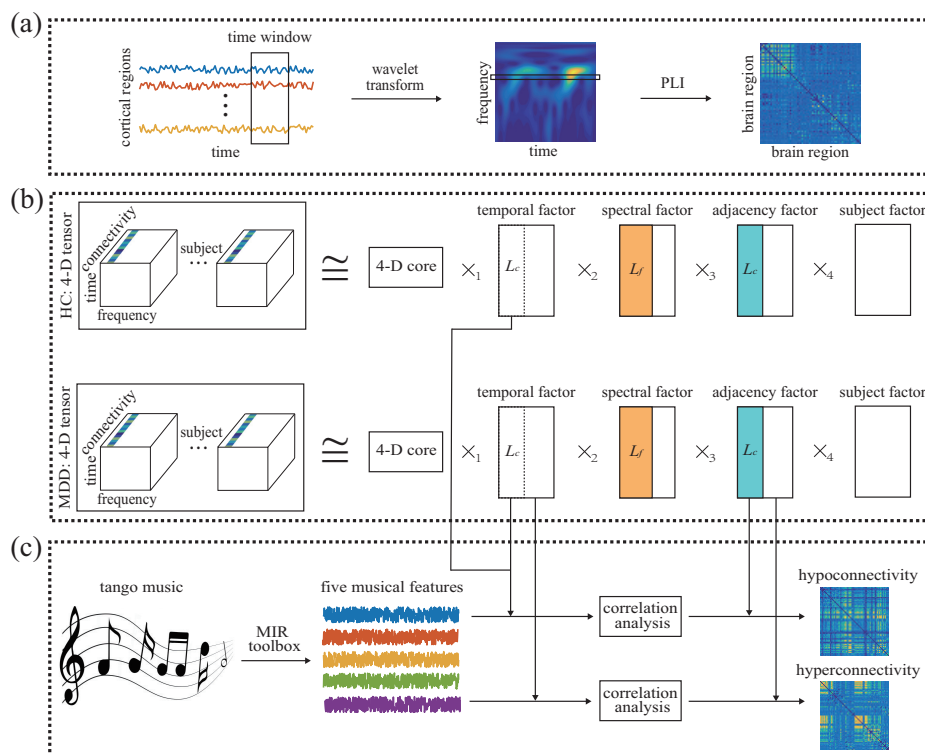 (a)
time window
cortical regions
time
wavelet
transform
frequency
time
PLI
brain region
brain region
(b)
HC: 4-D tensor
time
connectivity
subject
...
frequency
≅
4-D core
×1
temporal factor
Lc
×2
spectral factor
Lf
×3
adjacency factor
Lc
×4
subject factor
MDD: 4-D tensor
time
connectivity
subject
...
frequency
≅
4-D core
×1
temporal factor
Lc
×2
spectral factor
Lf
×3
adjacency factor
Lc
×4
subject factor
(c)
tango music
MIR
toolbox
five musical features
correlation
analysis
hypoconnectivity
correlation
analysis
hyperconnectivity